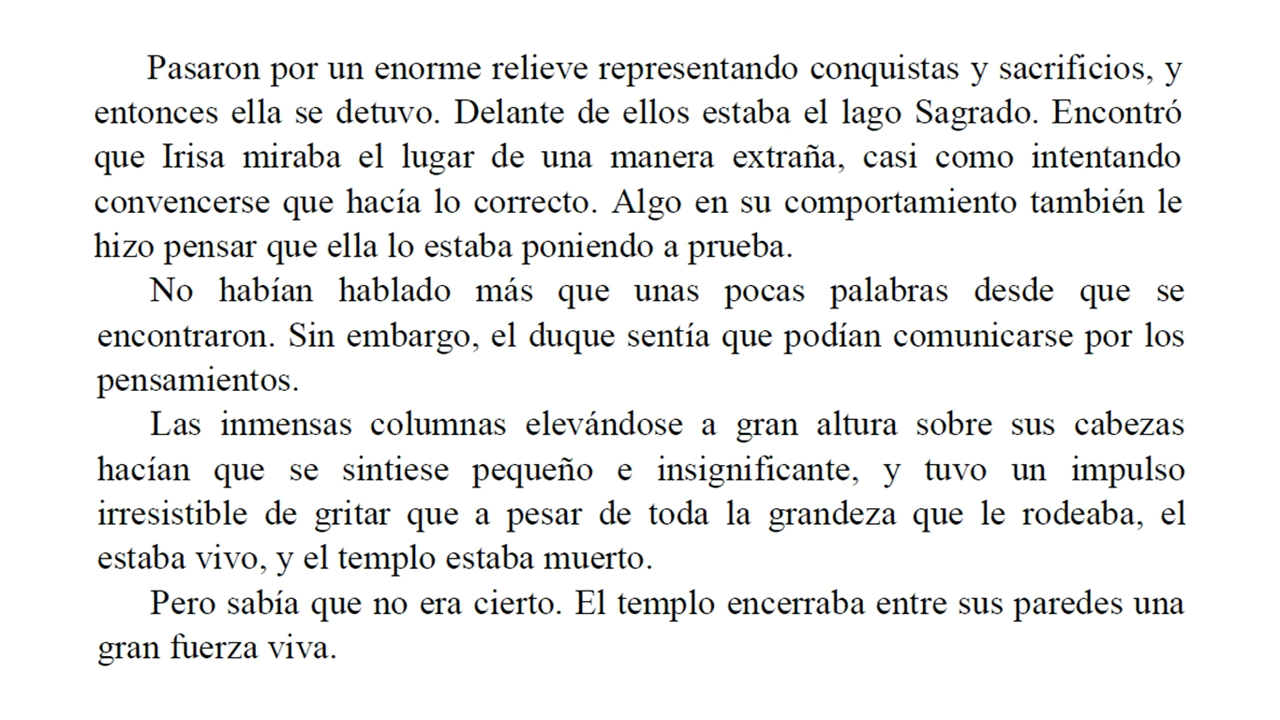 Pasaron por un enorme relieve representando conquistas y sacrificios, y
entonces ella se detuvo. Delante de ellos estaba el lago Sagrado. Encontró
que Irisa miraba el lugar de una manera extraña, casi como intentando
convencerse que hacía lo correcto. Algo en su comportamiento también le
hizo pensar que ella lo estaba poniendo a prueba.
No habían hablado más que unas pocas palabras desde que se
encontraron. Sin embargo, el duque sentía que podían comunicarse por los
pensamientos.
Las inmensas columnas elevándose a gran altura sobre sus cabezas
hacían que se sintiese pequeño e insignificante, y tuvo un impulso
irresistible de gritar que a pesar de toda la grandeza que le rodeaba, el
estaba vivo, y el templo estaba muerto.
Pero sabía que no era cierto. El templo encerraba entre sus paredes una
gran fuerza viva.